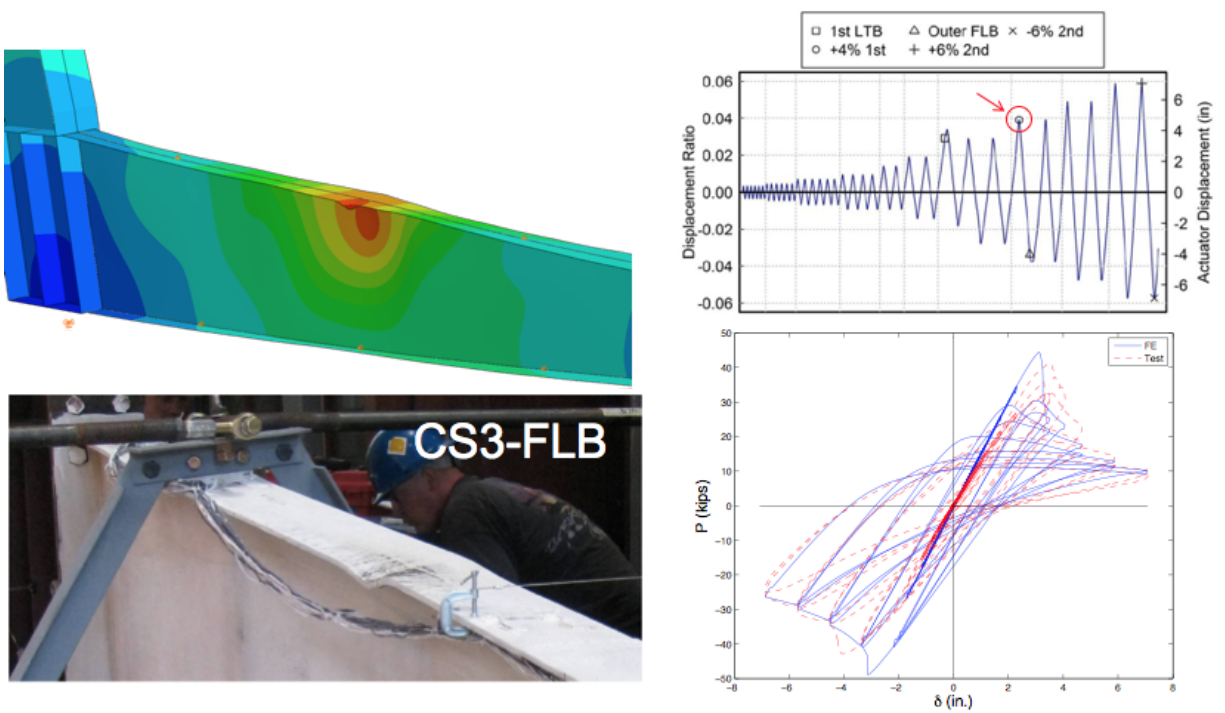 1st LTB
Outer FLB
-6% 2nd
+4% 1st
+6% 2nd
0.06
0.04
0.02
0.00
-0.02
-0.04
-0.06
Displacement Ratio
6
4
2
0
-2
-4
-6
Actuator Displacement (in)
CS3-FLB
FE
Test
50
40
30
20
10
0
-10
-20
-30
-40
-50
P (kips)
-8
-6
-4
-2
0
2
4
6
8
δ (in.)